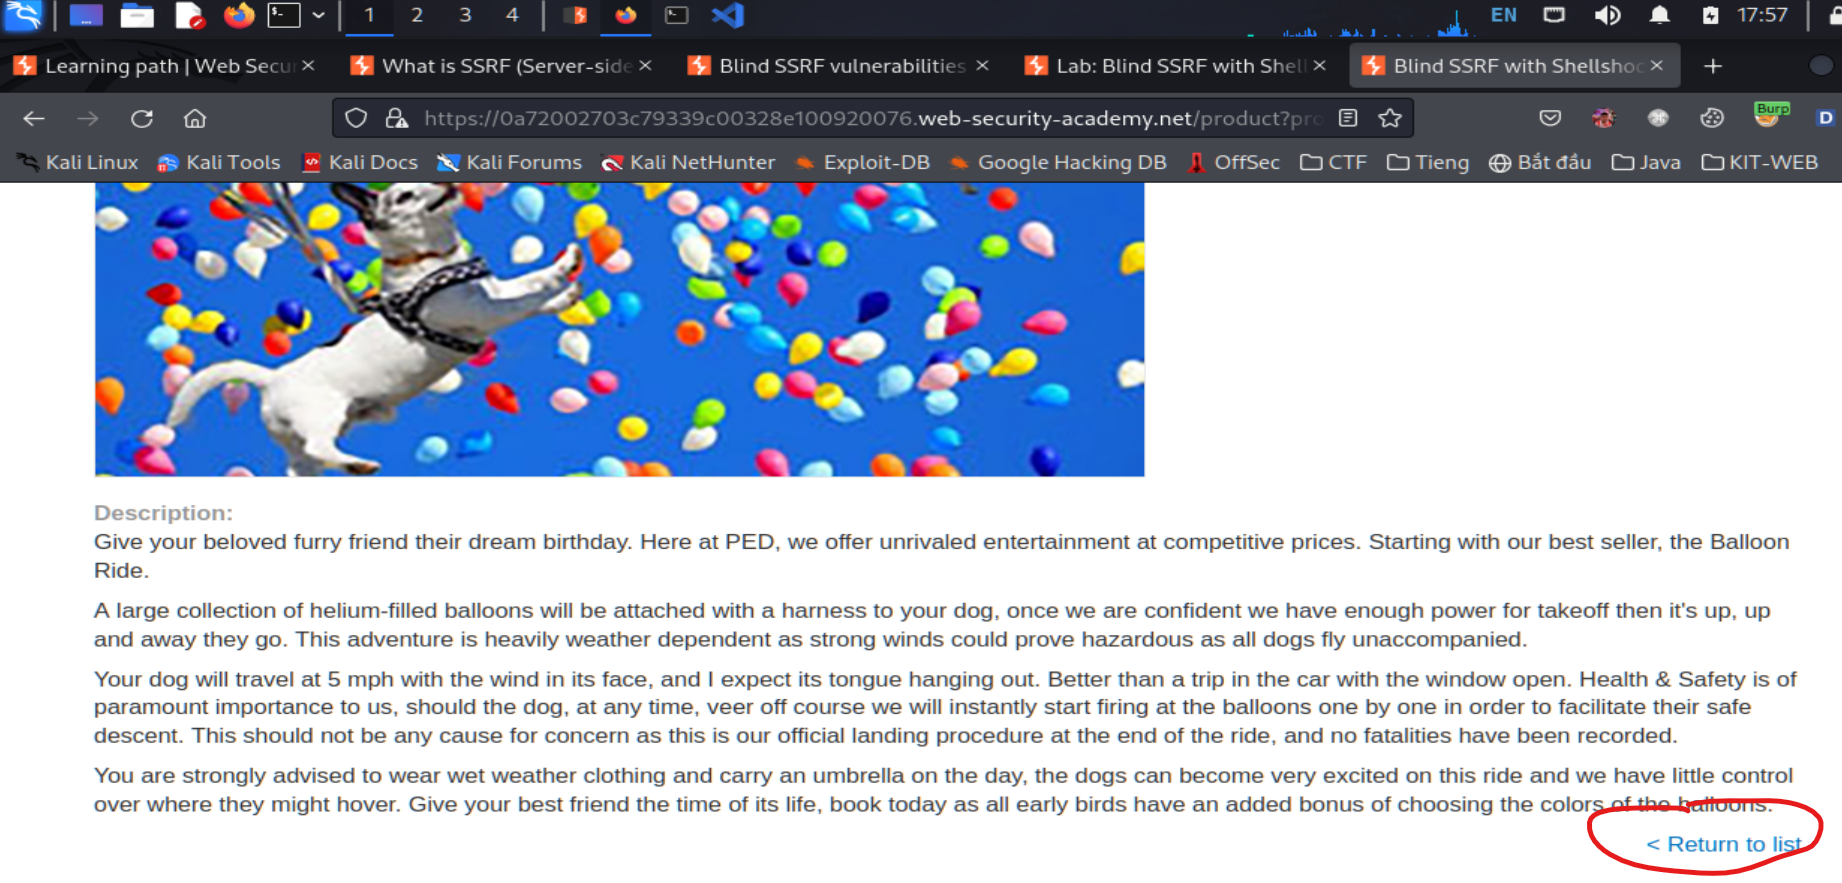 1 2 3 4 EN 17:57
Learning path | Web Secur What is SSRF (Server-side Blind SSRF vulnerabilities Lab: Blind SSRF with Shell Blind SSRF with Shellshoc
https://0a72002703c79339c00328e100920076.web-security-academy.net/product?pro Burp D
Kali Linux Kali Tools Kali Docs Kali Forums Kali NetHunter Exploit-DB Google Hacking DB OffSec CTF Tieng Bắt đầu Java KIT-WEB
Description:
Give your beloved furry friend their dream birthday. Here at PED, we offer unrivaled entertainment at competitive prices. Starting with our best seller, the Balloon
Ride.
A large collection of helium-filled balloons will be attached with a harness to your dog, once we are confident we have enough power for takeoff then it's up, up
and away they go. This adventure is heavily weather dependent as strong winds could prove hazardous as all dogs fly unaccompanied.
Your dog will travel at 5 mph with the wind in its face, and I expect its tongue hanging out. Better than a trip in the car with the window open. Health & Safety is of
paramount importance to us, should the dog, at any time, veer off course we will instantly start firing at the balloons one by one in order to facilitate their safe
descent. This should not be any cause for concern as this is our official landing procedure at the end of the ride, and no fatalities have been recorded.
You are strongly advised to wear wet weather clothing and carry an umbrella on the day, the dogs can become very excited on this ride and we have little control
over where they might hover. Give your best friend the time of its life, book today as all early birds have an added bonus of choosing the colors of the balloons.
< Return to list